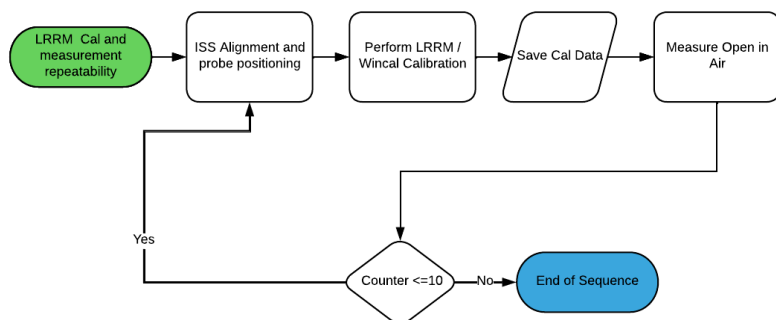 LRRM Cal and
measurement
repeatability
ISS Alignment and
probe positioning
Perform LRRM /
Wincal Calibration
Save Cal Data
Measure Open in
Air
Yes
Counter <=10
No
End of Sequence